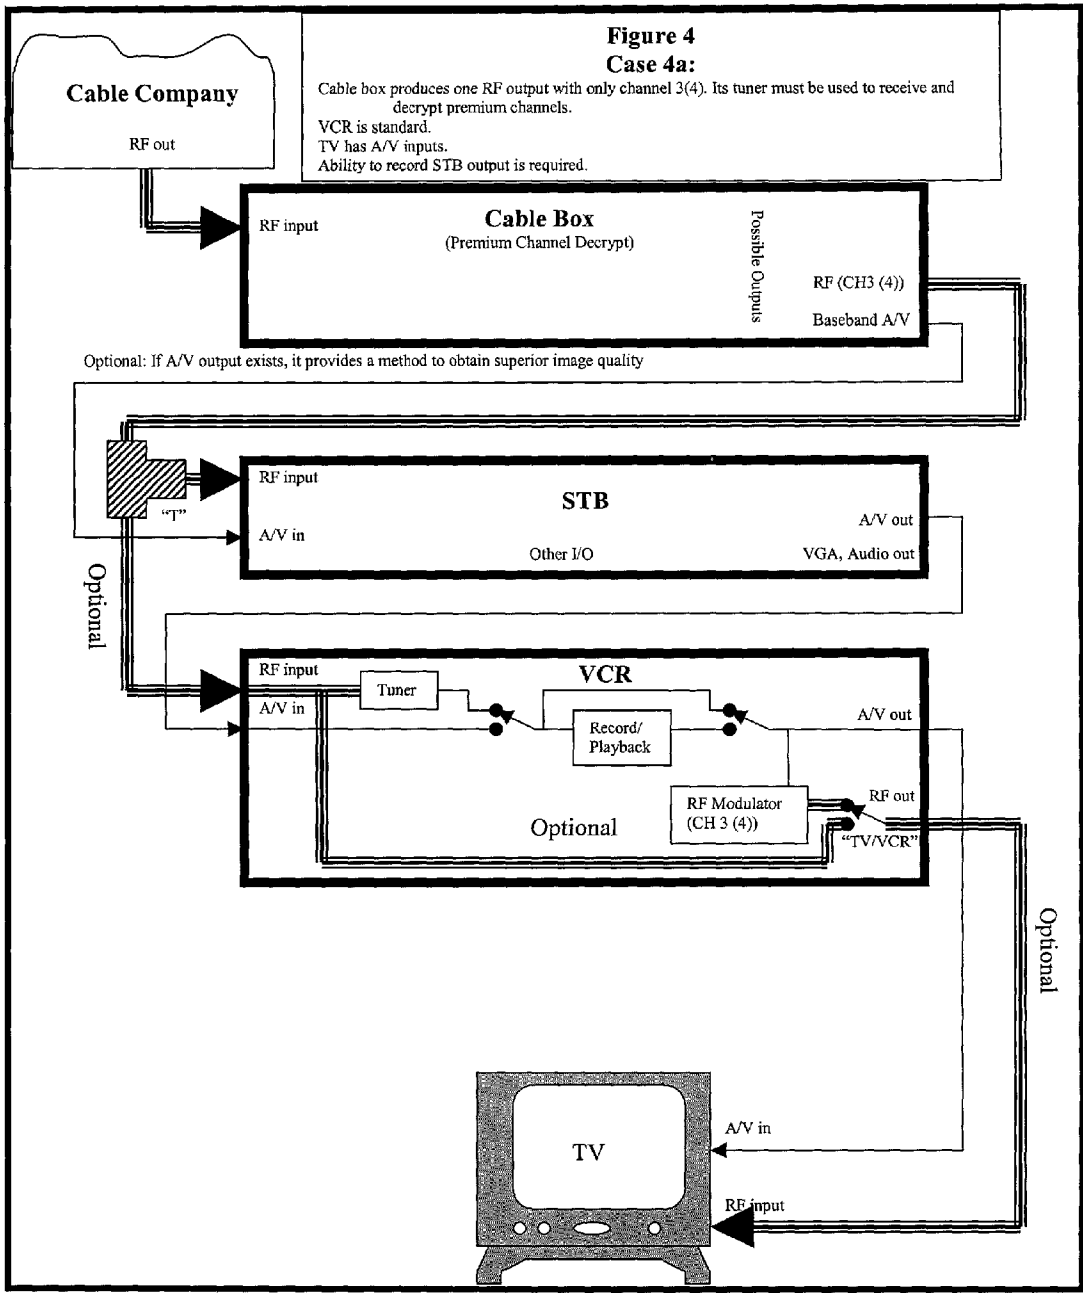 Figure 4
Case 4a:
Cable box produces one RF output with only channel 3(4). Its tuner must be used to receive and
decrypt premium channels.
VCR is standard.
TV has A/V inputs.
Ability to record STB output is required.
Cable Company
RF out
RF input
Cable Box
(Premium Channel Decrypt)
Possible Outputs
RF (CH3 (4))
Baseband A/V
Optional: If A/V output exists, it provides a method to obtain superior image quality
"T"
RF input
STB
A/V out
A/V in
Other I/O
VGA, Audio out
Optional
RF input
VCR
Tuner
A/V in
Record/
Playback
A/V out
RF Modulator
(CH 3 (4))
RF out
Optional
"TV/VCR"
Optional
TV
A/V in
RF input